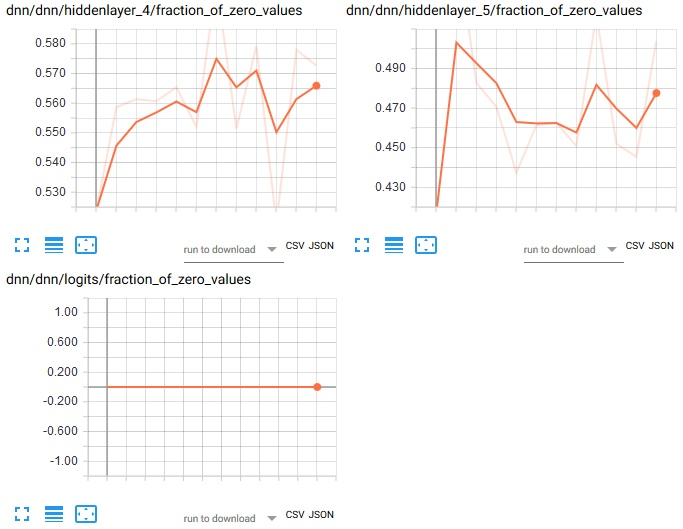 dnn/dnn/hiddenlayer_4/fraction_of_zero_values
0.580
0.570
0.560
0.550
0.540
0.530
run to download CSV JSON
dnn/dnn/hiddenlayer_5/fraction_of_zero_values
0.490
0.470
0.450
0.430
run to download CSV JSON
dnn/dnn/logits/fraction_of_zero_values
1.00
0.600
0.200
-0.200
-0.600
-1.00
run to download CSV JSON